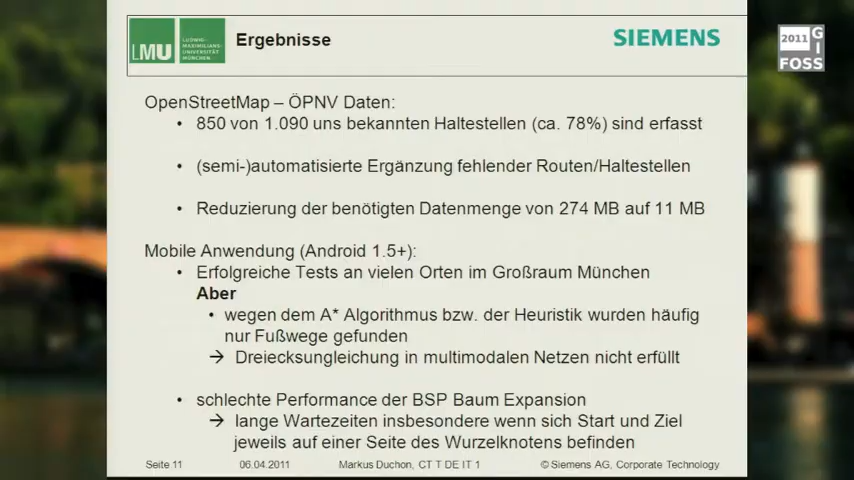 LMU
LUDWIG-
MAXIMILIANS-
UNIVERSITÄT
MÜNCHEN
Ergebnisse
SIEMENS
2011
GI
FOSS
OpenStreetMap – ÖPNV Daten:
• 850 von 1.090 uns bekannten Haltestellen (ca. 78%) sind erfasst
• (semi-)automatisierte Ergänzung fehlender Routen/Haltestellen
• Reduzierung der benötigten Datenmenge von 274 MB auf 11 MB
Mobile Anwendung (Android 1.5+):
• Erfolgreiche Tests an vielen Orten im Großraum München
Aber
• wegen dem A* Algorithmus bzw. der Heuristik wurden häufig
nur Fußwege gefunden
→ Dreiecksungleichung in multimodalen Netzen nicht erfüllt
• schlechte Performance der BSP Baum Expansion
→ lange Wartezeiten insbesondere wenn sich Start und Ziel
jeweils auf einer Seite des Wurzelknotens befinden
Seite 11 06.04.2011 Markus Duchon, CT T DE IT 1 © Siemens AG, Corporate Technology